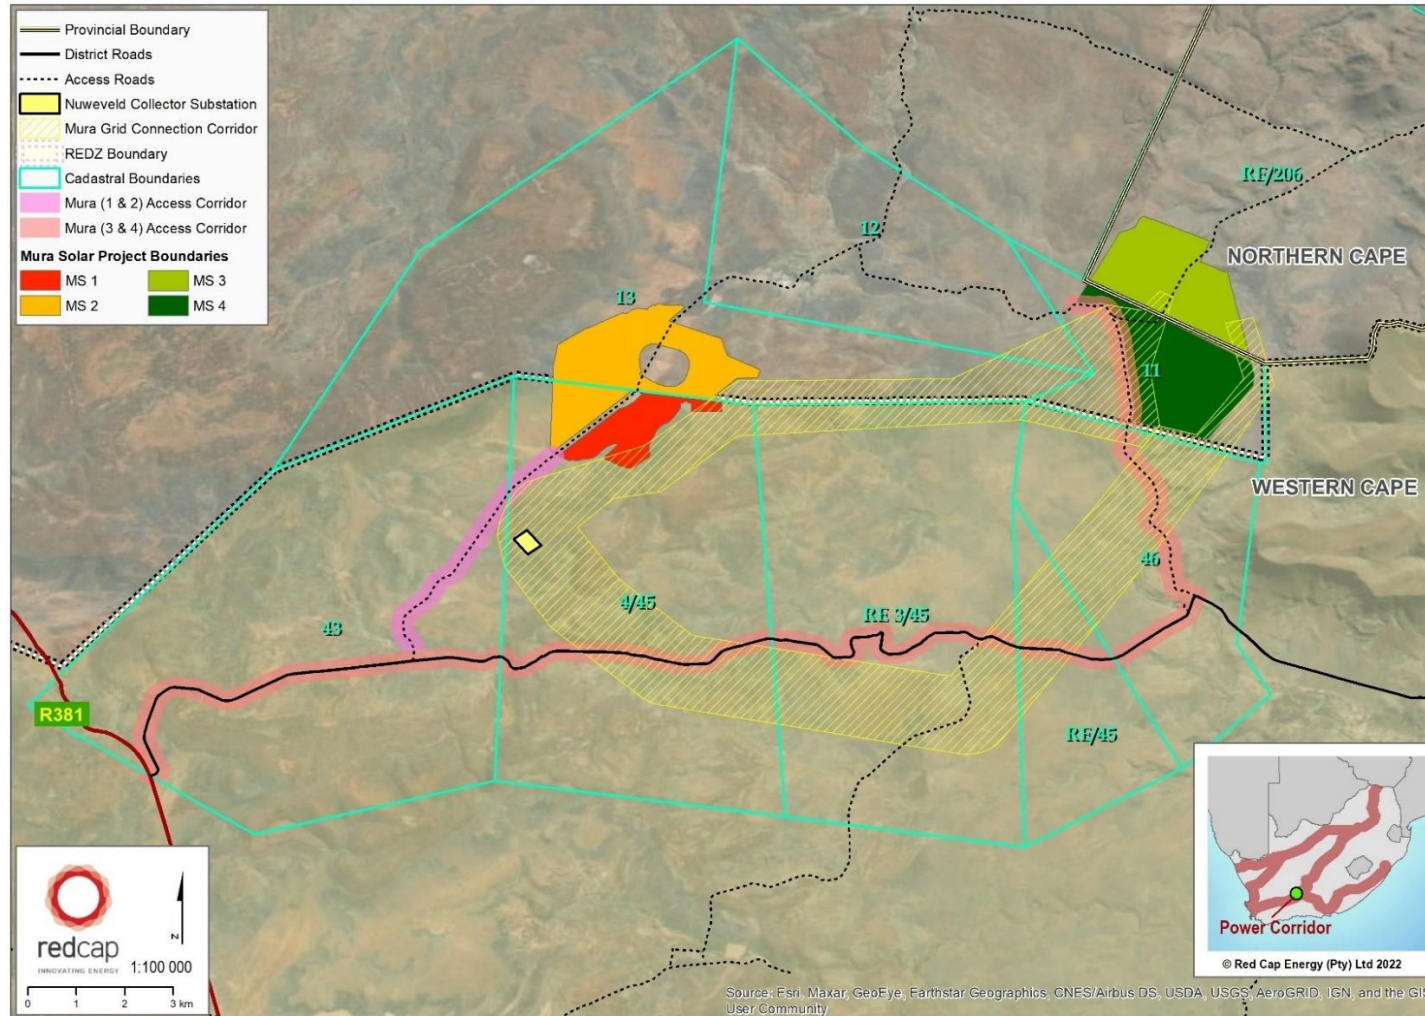 Provincial Boundary
District Roads
Access Roads
Nuweveld Collector Substation
Mura Grid Connection Corridor
REDZ Boundary
Cadastral Boundaries
Mura (1 & 2) Access Corridor
Mura (3 & 4) Access Corridor
Mura Solar Project Boundaries
MS 1 MS 3
MS 2 MS 4
RE/206
12
NORTHERN CAPE
13
11
WESTERN CAPE
46
4/45
RE 3/45
43
R381
RE/45
redcap
INNOVATING ENERGY
N
1:100 000
0 1 2 3 km
Power Corridor
© Red Cap Energy (Pty) Ltd 2022
Source: Esri, Maxar, GeoEye, Earthstar Geographics, CNES/Airbus DS, USDA, USGS, AeroGRID, IGN, and the GIS
User Community